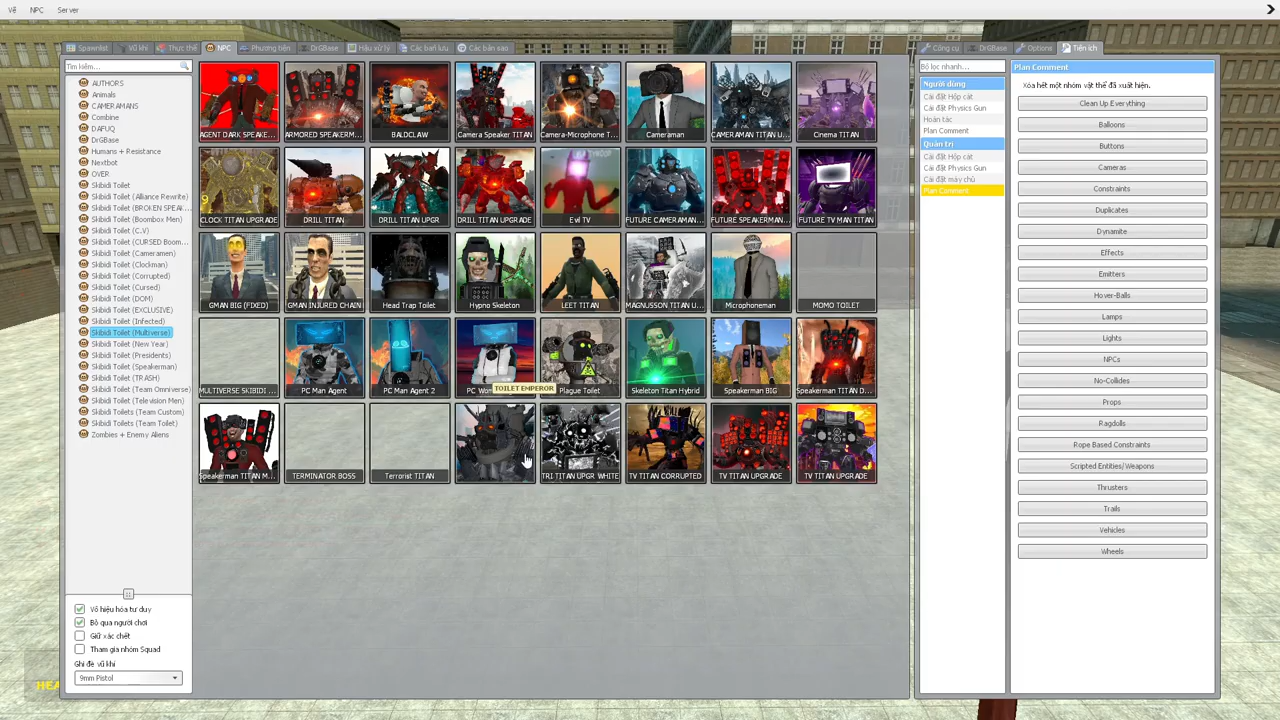 Về NPC Server
Spawnlist Vũ khí Thực thể NPC Phương tiện DrGBase Hậu xử lý Các bản lưu Các bản sao
Công cụ DrGBase Options Tiện ích
Tìm kiếm...
AUTHORS
Animals
CAMERAMANS
Combine
DAFUQ
DrGBase
Humans + Resistance
Nextbot
OVER
Skibidi Toilet
Skibidi Toilet (Alliance Rewrite)
Skibidi Toilet (BROKEN SPEA...
Skibidi Toilet (Boombox Men)
Skibidi Toilet (C.V)
Skibidi Toilet (CURSED Boom...
Skibidi Toilet (Cameramen)
Skibidi Toilet (Clockman)
Skibidi Toilet (Corrupted)
Skibidi Toilet (Cursed)
Skibidi Toilet (DOM)
Skibidi Toilet (EXCLUSIVE)
Skibidi Toilet (Infected)
Skibidi Toilet (Multiverse)
Skibidi Toilet (New Year)
Skibidi Toilet (Presidents)
Skibidi Toilet (Speakerman)
Skibidi Toilet (TRASH)
Skibidi Toilet (Team Omniverse)
Skibidi Toilet (Television Men)
Skibidi Toilets (Team Custom)
Skibidi Toilets (Team Toilet)
Zombies + Enemy Aliens
Vô hiệu hóa tư duy
Bỏ qua người chơi
Giữ xác chết
Tham gia nhóm Squad
Ghi đè vũ khí
9mm Pistol
AGENT DARK SPEAKE... ARMORED SPEAKERM... BALDCLAW Camera Speaker TITAN Camera-Microphone T... Cameraman CAMERAMAN TITAN U... Cinema TITAN
CLOCK TITAN UPGRADE DRILL TITAN DRILL TITAN UPGR DRILL TITAN UPGRADE Evil TV FUTURE CAMERAMAN... FUTURE SPEAKERMAN... FUTURE TV MAN TITAN
GMAN BIG (FIXED) GMAN INJURED CHAIN Head Trap Toilet Hypno Skeleton LEET TITAN MAGNUSSON TITAN U... Microphoneman MOMO TOILET
MULTIVERSE SKIBIDI ... PC Man Agent PC Man Agent 2 PC Wo Plague Toilet Skeleton Titan Hybrid Speakerman BIG Speakerman TITAN D...
TOILET EMPEROR
Speakerman TITAN M... TERMINATOR BOSS Terrorist TITAN TRI TITAN UPGR WHITE TV TITAN CORRUPTED TV TITAN UPGRADE TV TITAN UPGRADE
Bộ lọc nhanh...
Người dùng
Cài đặt Hộp cát
Cài đặt Physics Gun
Hoàn tác
Plan Comment
Quản trị
Cài đặt Hộp cát
Cài đặt Physics Gun
Cài đặt máy chủ
Plan Comment
Plan Comment
Xóa hết một nhóm vật thể đã xuất hiện.
Clean Up Everything
Balloons
Buttons
Cameras
Constraints
Duplicates
Dynamite
Effects
Emitters
Hover-Balls
Lamps
Lights
NPCs
No-Collides
Props
Ragdolls
Rope Based Constraints
Scripted Entities/Weapons
Thrusters
Trails
Vehicles
Wheels